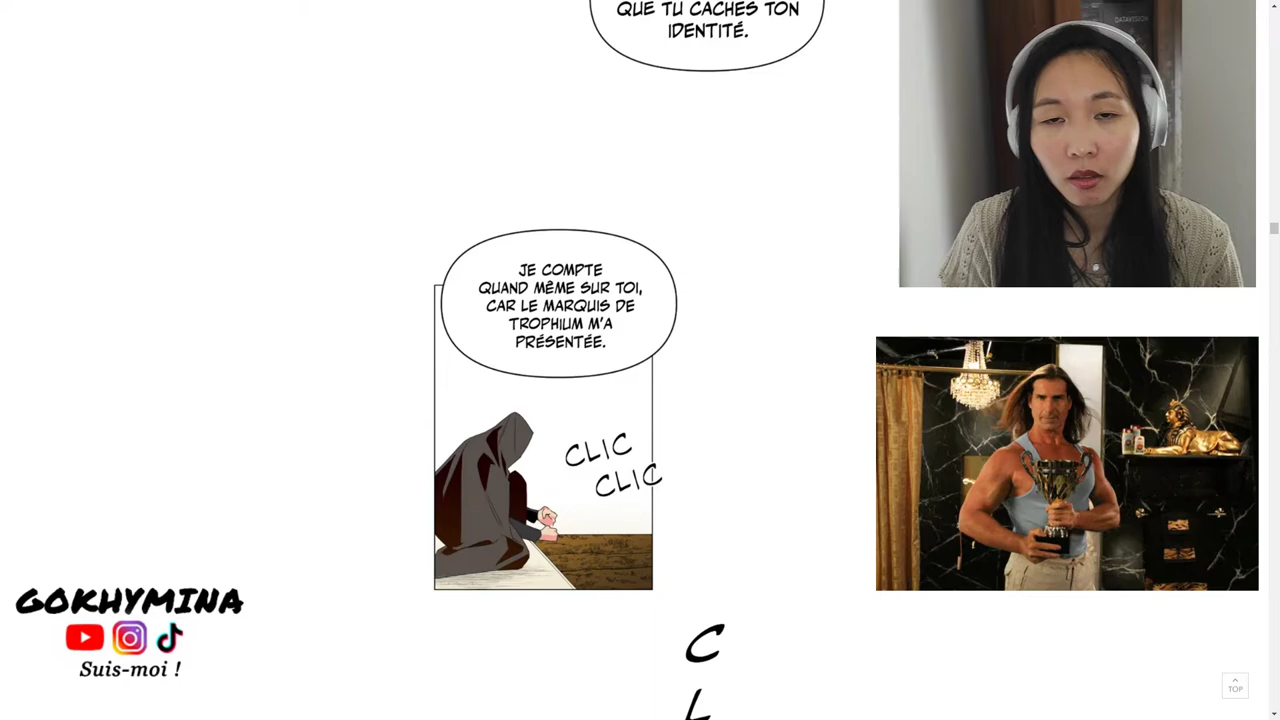 QUE TU CACHES TON
IDENTITÉ.
DATAVISION
JE COMPTE
QUAND MÊME SUR TOI,
CAR LE MARQUIS DE
TROPHIUM M'A
PRÉSENTÉE.
CLIC
CLIC
C
L
GOKHYMINA
Suis-moi !
TOP